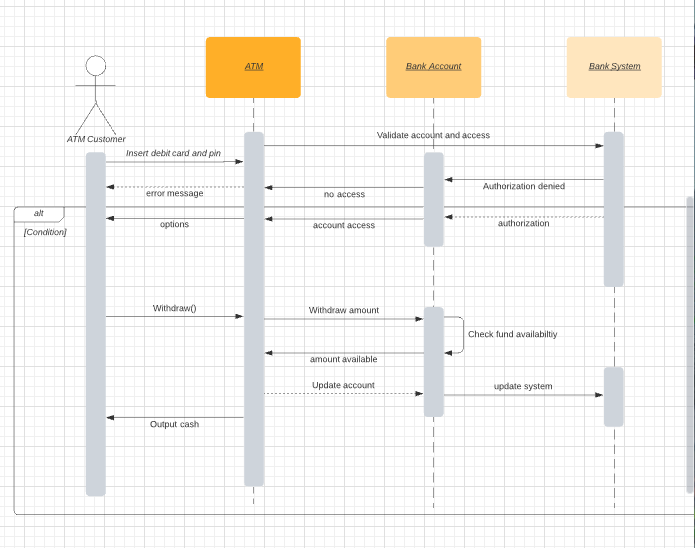 ATM
Bank Account
Bank System
ATM Customer
Validate account and access
Insert debit card and pin
Authorization denied
error message
no access
alt
options
account access
authorization
[Condition]
Withdraw()
Withdraw amount
Check fund availabiltiy
amount available
Update account
update system
Output cash